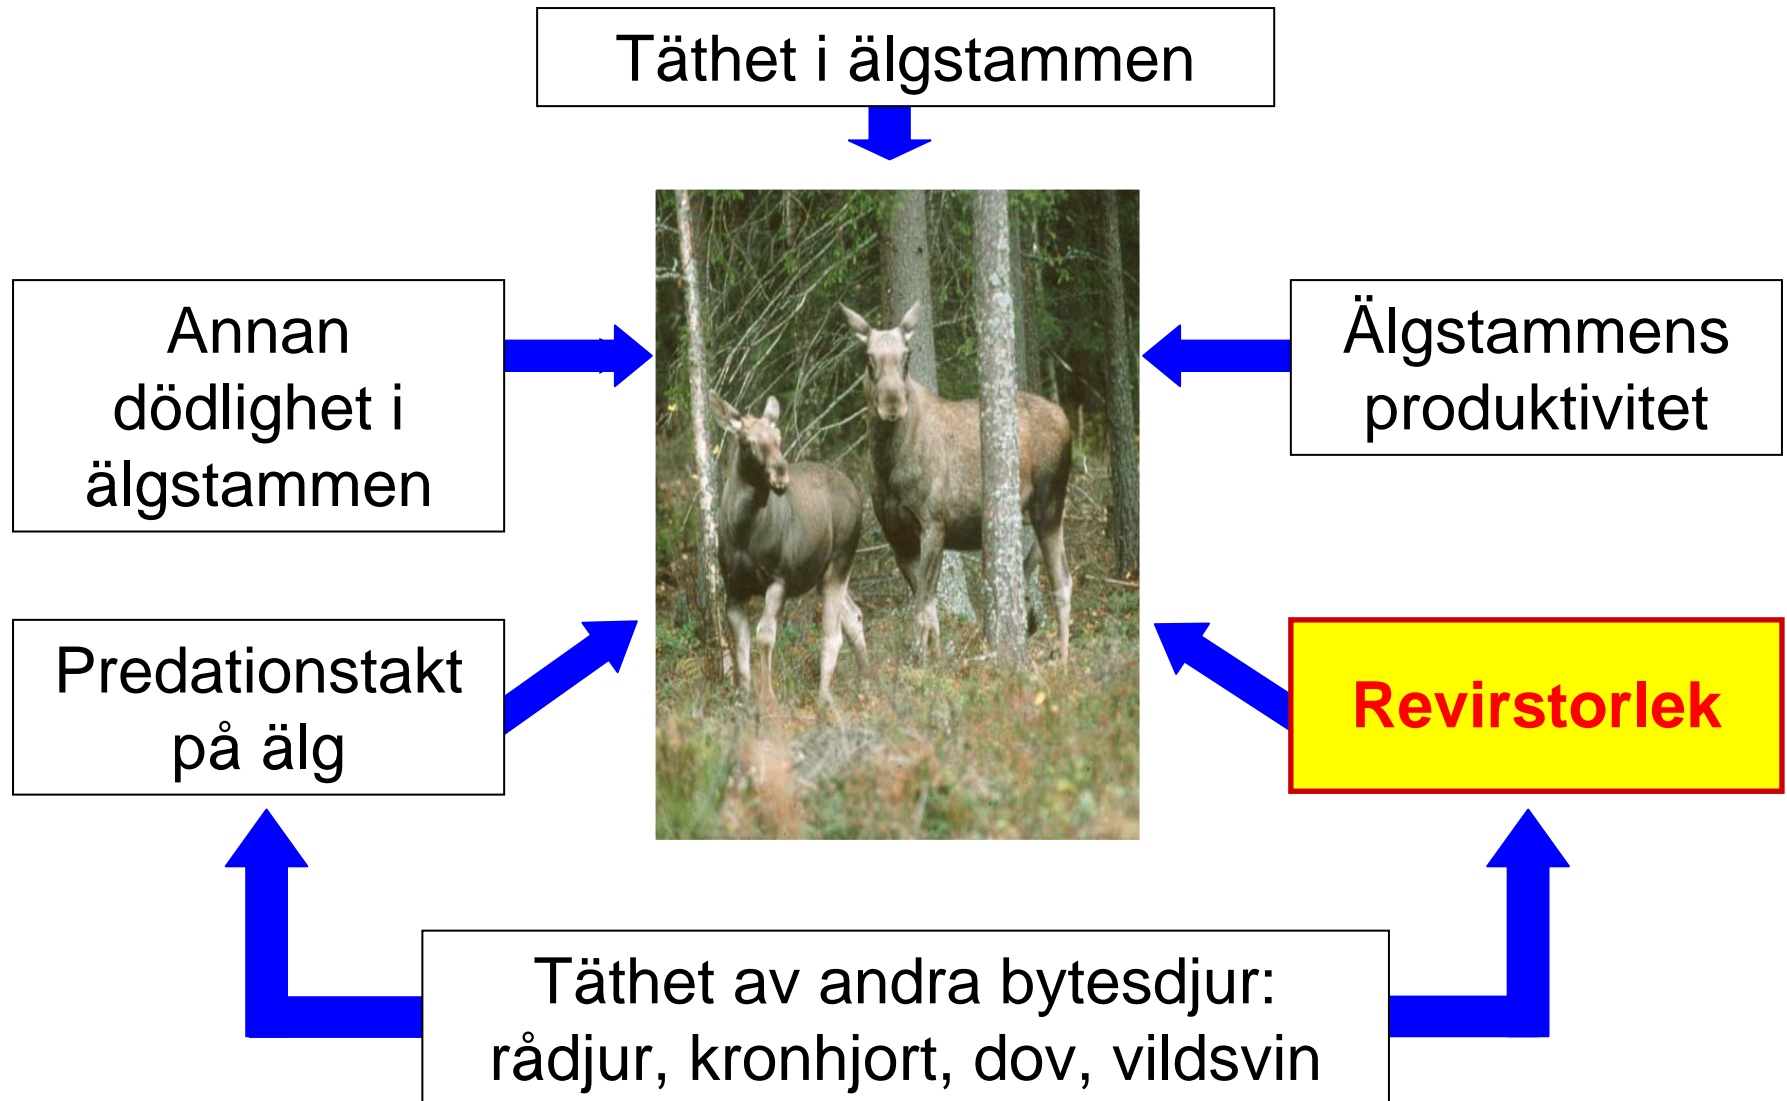 Täthet i älgstammen
Annan
dödlighet i
älgstammen
Älgstammens
produktivitet
Predationstakt
på älg
Revirstorlek
Täthet av andra bytesdjur:
rådjur, kronhjort, dov, vildsvin